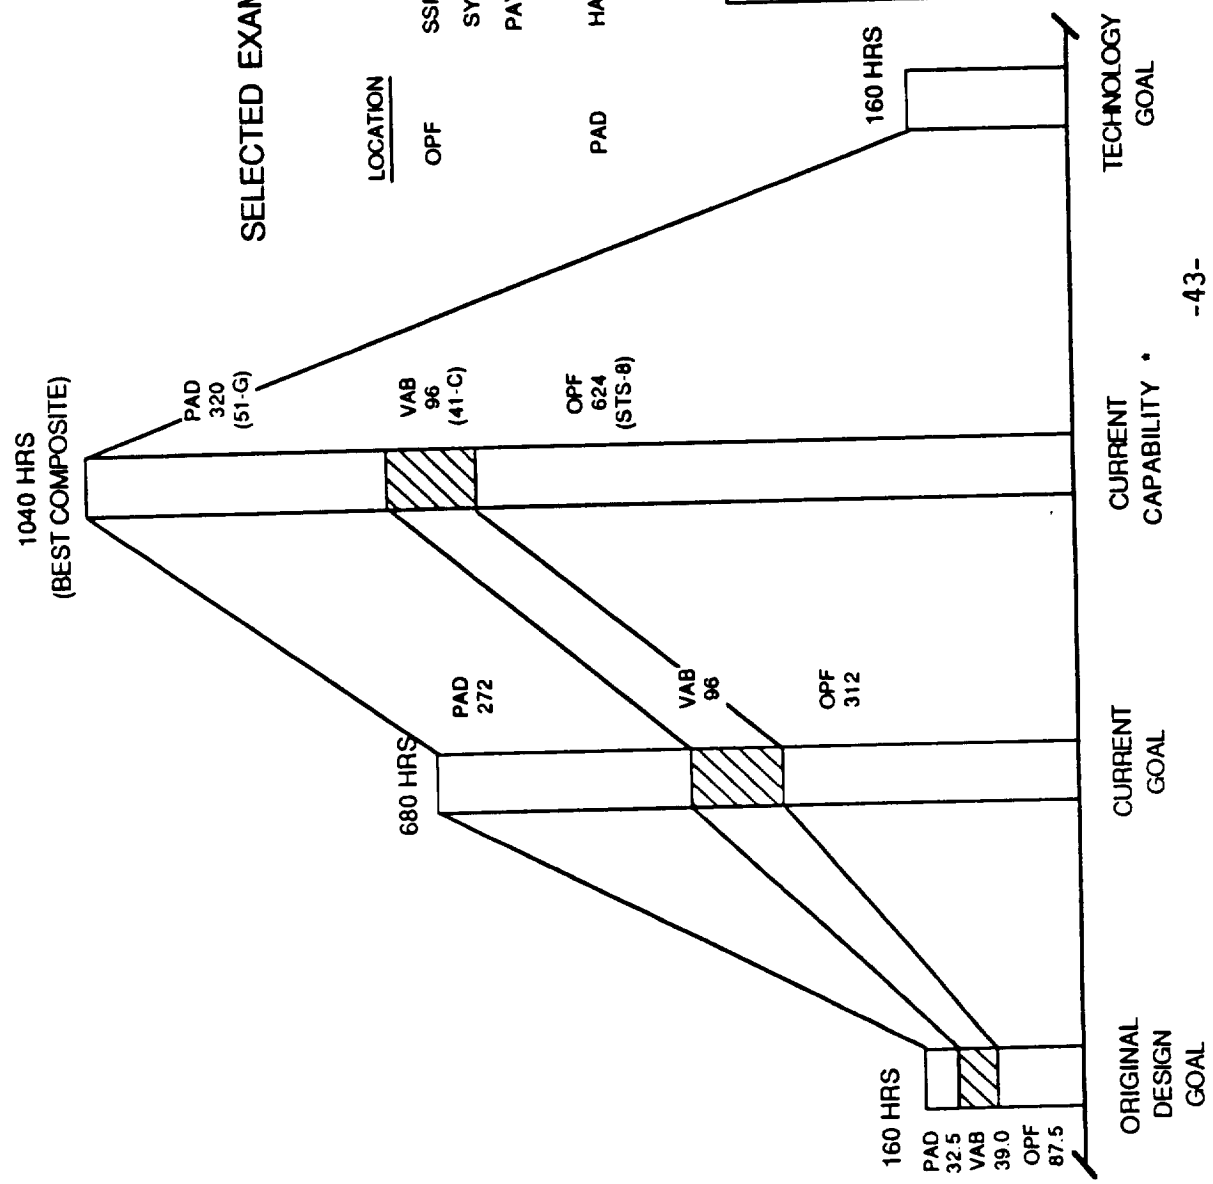 SELECTED EXAM
LOCATION
OPF
SSI
SY
PAY
PAD
HA
1040 HRS
(BEST COMPOSITE)
PAD
320
(51-G)
VAB
96
(41-C)
OPF
624
(STS-8)
680 HRS
PAD
272
VAB
96
OPF
312
160 HRS
PAD
32.5
VAB
39.0
OPF
87.5
160 HRS
ORIGINAL
DESIGN
GOAL
CURRENT
GOAL
CURRENT
CAPABILITY *
TECHNOLOGY
GOAL
-43-